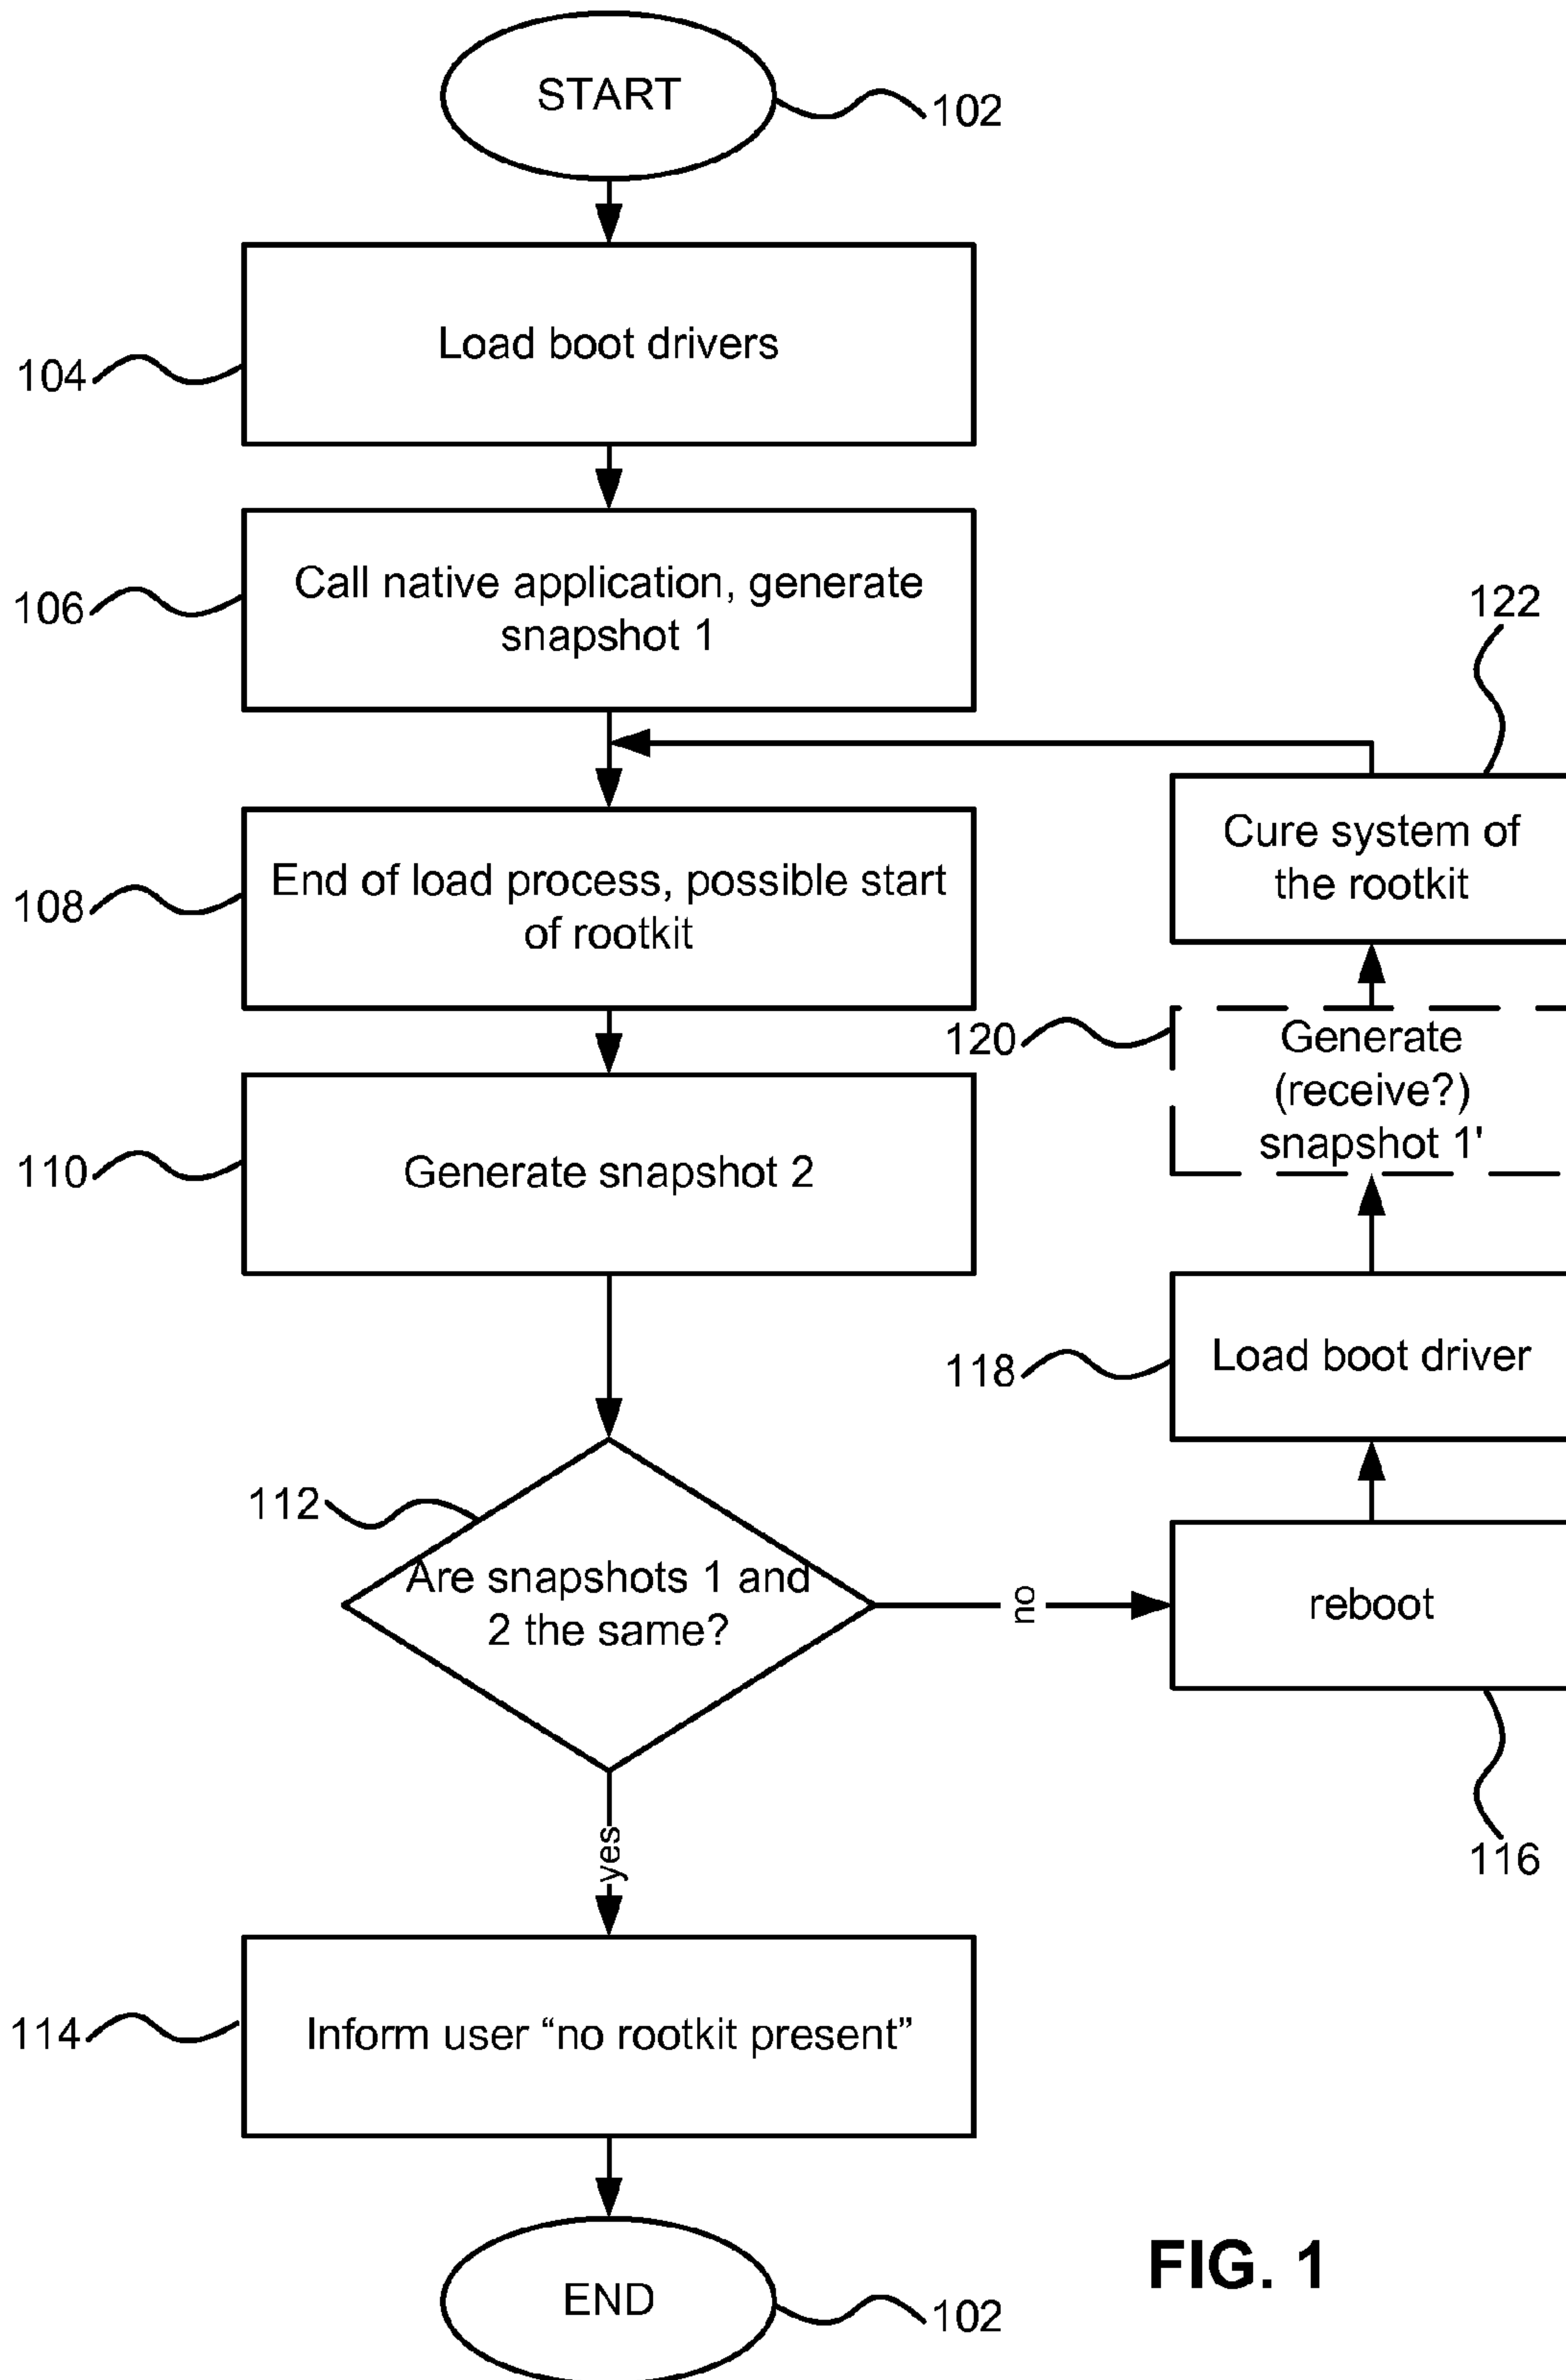 START
102
Load boot drivers
104
Call native application, generate
snapshot 1
106
122
Cure system of
the rootkit
End of load process, possible start
of rootkit
108
120
Generate
(receive?)
snapshot 1'
Generate snapshot 2
110
118
Load boot driver
112
Are snapshots 1 and
2 the same?
no
reboot
116
yes
Inform user “no rootkit present”
114
END
102
FIG. 1